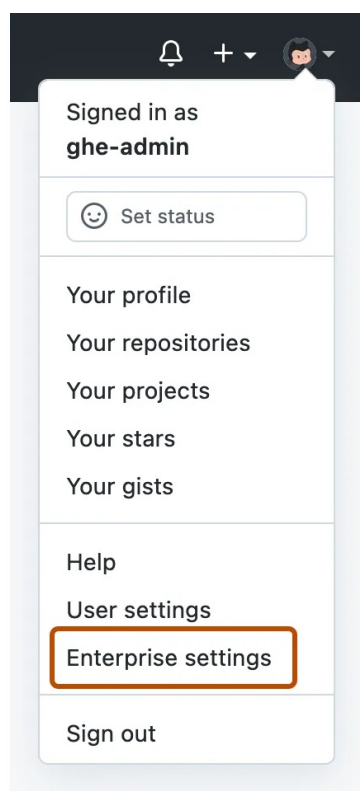 Signed in as
ghe-admin
Set status
Your profile
Your repositories
Your projects
Your stars
Your gists
Help
User settings
Enterprise settings
Sign out